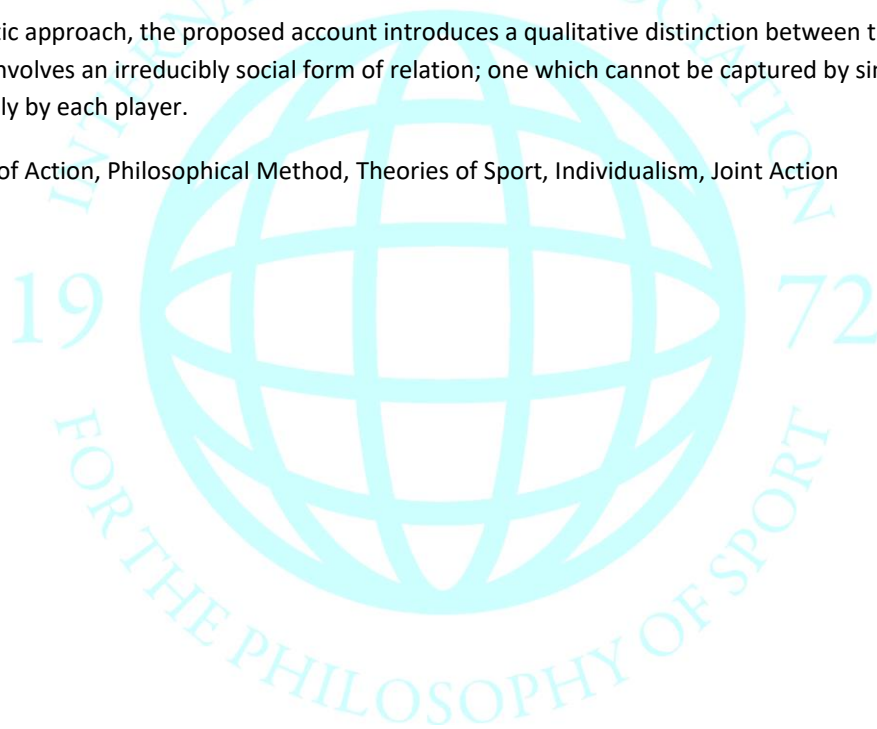 tic approach, the proposed account introduces a qualitative distinction between t
nvolves an irreducibly social form of relation; one which cannot be captured by si
ly by each player.
of Action, Philosophical Method, Theories of Sport, Individualism, Joint Action
19
72
FOR THE PHILOSOPHY OF SPORT